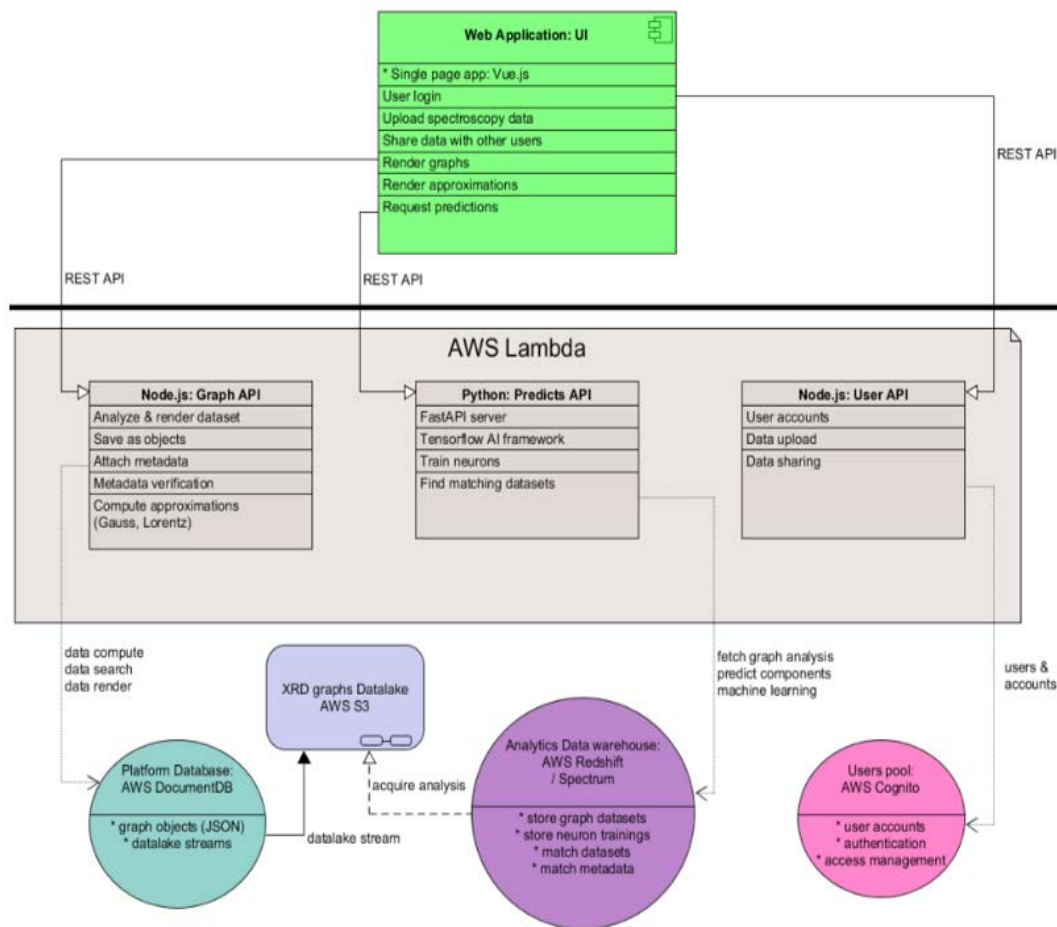 Web Application: UI
* Single page app: Vue.js
User login
Upload spectroscopy data
Share data with other users
Render graphs
Render approximations
Request predictions
REST API
REST API
REST API
AWS Lambda
Node.js: Graph API
Analyze & render dataset
Save as objects
Attach metadata
Metadata verification
Compute approximations
(Gauss, Lorentz)
Python: Predicts API
FastAPI server
Tensorflow AI framework
Train neurons
Find matching datasets
Node.js: User API
User accounts
Data upload
Data sharing
data compute
data search
data render
XRD graphs Datalake
AWS S3
fetch graph analysis
predict components
machine learning
users &
accounts
Platform Database:
AWS DocumentDB
* graph objects (JSON)
* datalake streams
datalake stream
acquire analysis
Analytics Data warehouse:
AWS Redshift
/ Spectrum
* store graph datasets
* store neuron trainings
* match datasets
* match metadata
Users pool:
AWS Cognito
* user accounts
* authentication
* access management